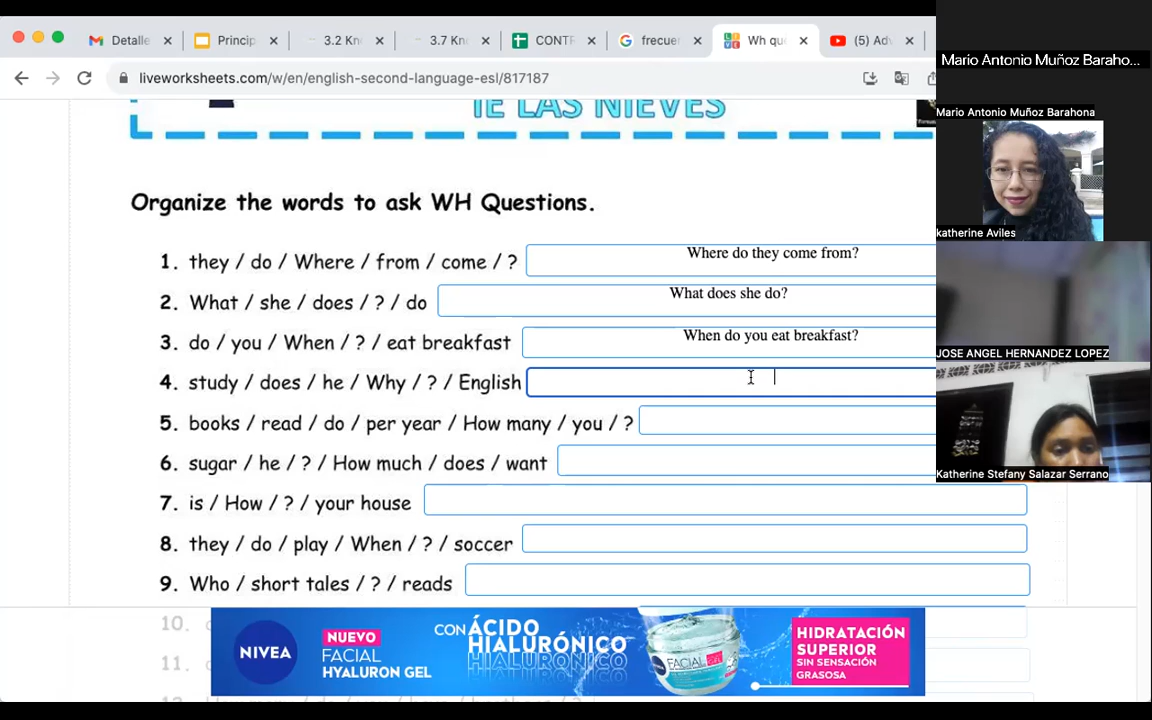 Detalle
Princip
3.2 Kn
3.7 Kn
CONTR
frecuer
Wh qu
(5) Adv
liveworksheets.com/w/en/english-second-language-esl/817187
IE LAS NIEVES
Organize the words to ask WH Questions.
1. they / do / Where / from / come / ? Where do they come from?
2. What / she / does / ? / do What does she do?
3. do / you / When / ? / eat breakfast When do you eat breakfast?
4. study / does / he / Why / ? / English
5. books / read / do / per year / How many / you / ?
6. sugar / he / ? / How much / does / want
7. is / How / ? / your house
8. they / do / play / When / ? / soccer
9. Who / short tales / ? / reads
10.
11.
NIVEA
NUEVO
FACIAL
HYALURON GEL
CON ÁCIDO
HIALURÓNICO
HIALURÓNICO
NIVEA
FACIAL
HIDRATACIÓN
SUPERIOR
SIN SENSACIÓN
GRASOSA
Mario Antonio Muñoz Baraho...
Mario Antonio Muñoz Barahona
katherine Aviles
JOSE ANGEL HERNANDEZ LOPEZ
Katherine Stefany Salazar Serrano